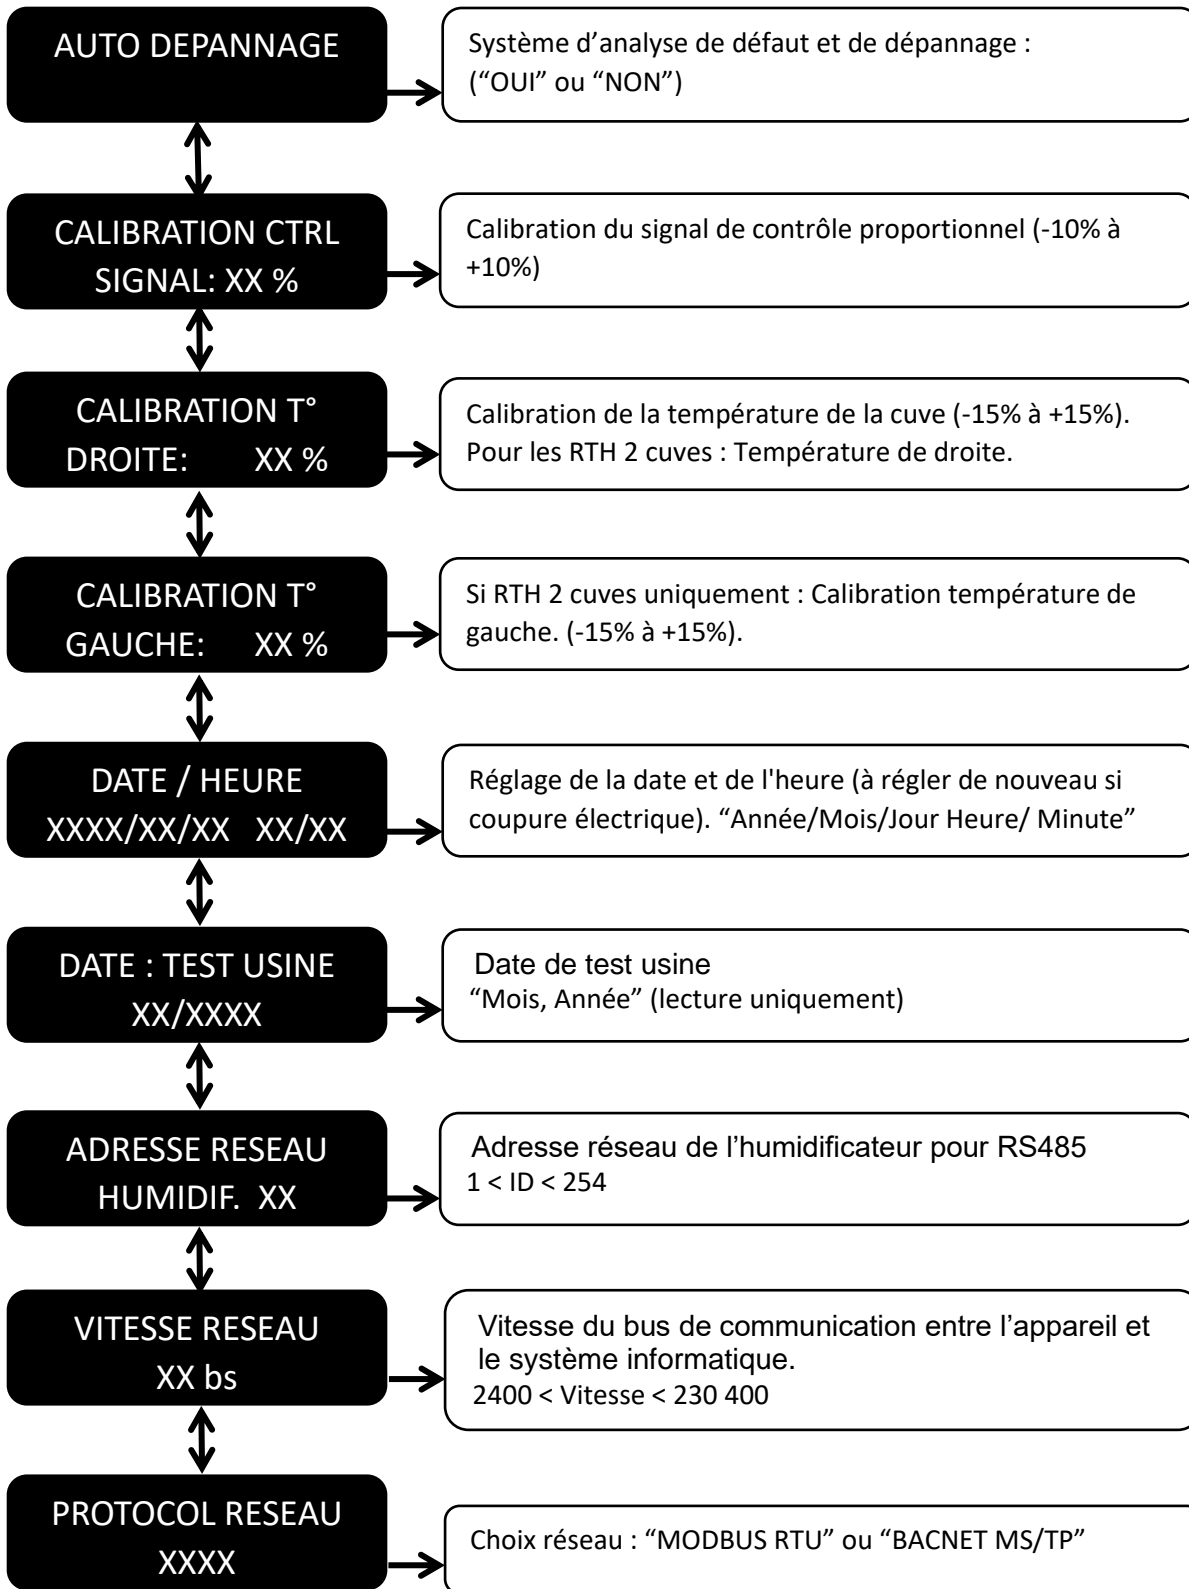 AUTO DEPANNAGE
Système d’analyse de défaut et de dépannage :
(“OUI” ou “NON”)
CALIBRATION CTRL
SIGNAL: XX %
Calibration du signal de contrôle proportionnel (-10% à
+10%)
CALIBRATION T°
DROITE: XX %
Calibration de la température de la cuve (-15% à +15%).
Pour les RTH 2 cuves : Température de droite.
CALIBRATION T°
GAUCHE: XX %
Si RTH 2 cuves uniquement : Calibration température de
gauche. (-15% à +15%).
DATE / HEURE
XXXX/XX/XX XX/XX
Réglage de la date et de l'heure (à régler de nouveau si
coupure électrique). “Année/Mois/Jour Heure/ Minute”
DATE : TEST USINE
XX/XXXX
Date de test usine
“Mois, Année” (lecture uniquement)
ADRESSE RESEAU
HUMIDIF. XX
Adresse réseau de l’humidificateur pour RS485
1 < ID < 254
VITESSE RESEAU
XX bs
Vitesse du bus de communication entre l’appareil et
le système informatique.
2400 < Vitesse < 230 400
PROTOCOL RESEAU
XXXX
Choix réseau : “MODBUS RTU” ou “BACNET MS/TP”